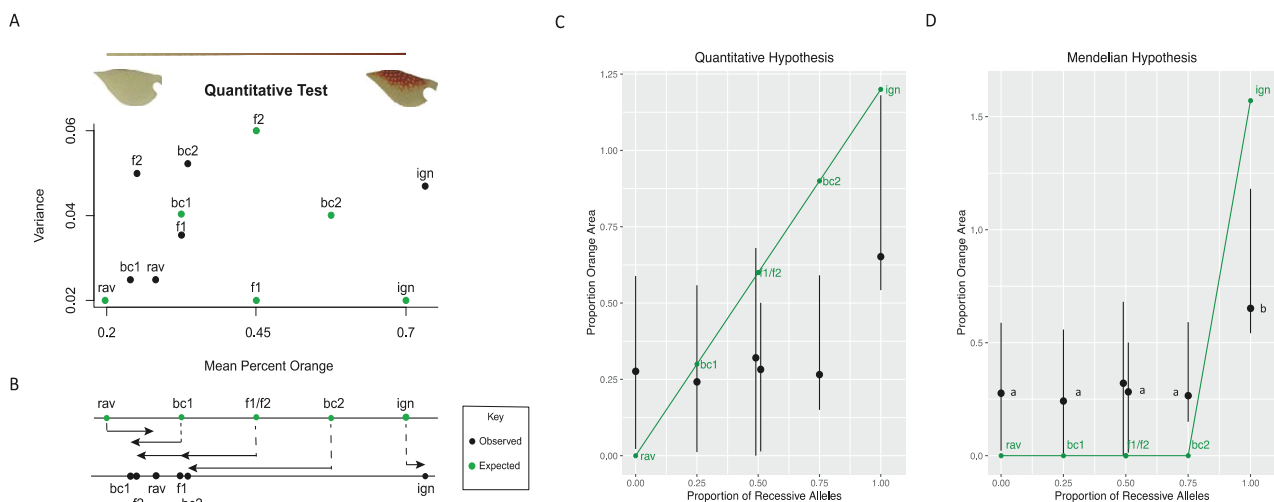 A
Quantitative Test
f2
f2
bc2
ign
bc1
bc2
f1
bc1
rav
rav
f1
ign
0.06
0.04
0.02
Variance
0.2
0.45
0.7
Mean Percent Orange
B
rav
bc1
f1/f2
bc2
ign
bc1
rav
f1
ign
Key
Observed
Expected
C
Quantitative Hypothesis
1.25
1.00
0.75
0.50
0.25
0.00
Proportion Orange Area
ign
bc2
f1/f2
bc1
rav
0.00
0.25
0.50
0.75
1.00
Proportion of Recessive Alleles
D
Mendelian Hypothesis
1.5
1.0
0.5
0.0
Proportion Orange Area
ign
b
a
a
a
a
rav
bc1
f1/f2
bc2
0.00
0.25
0.50
0.75
1.00
Proportion of Recessive Alleles